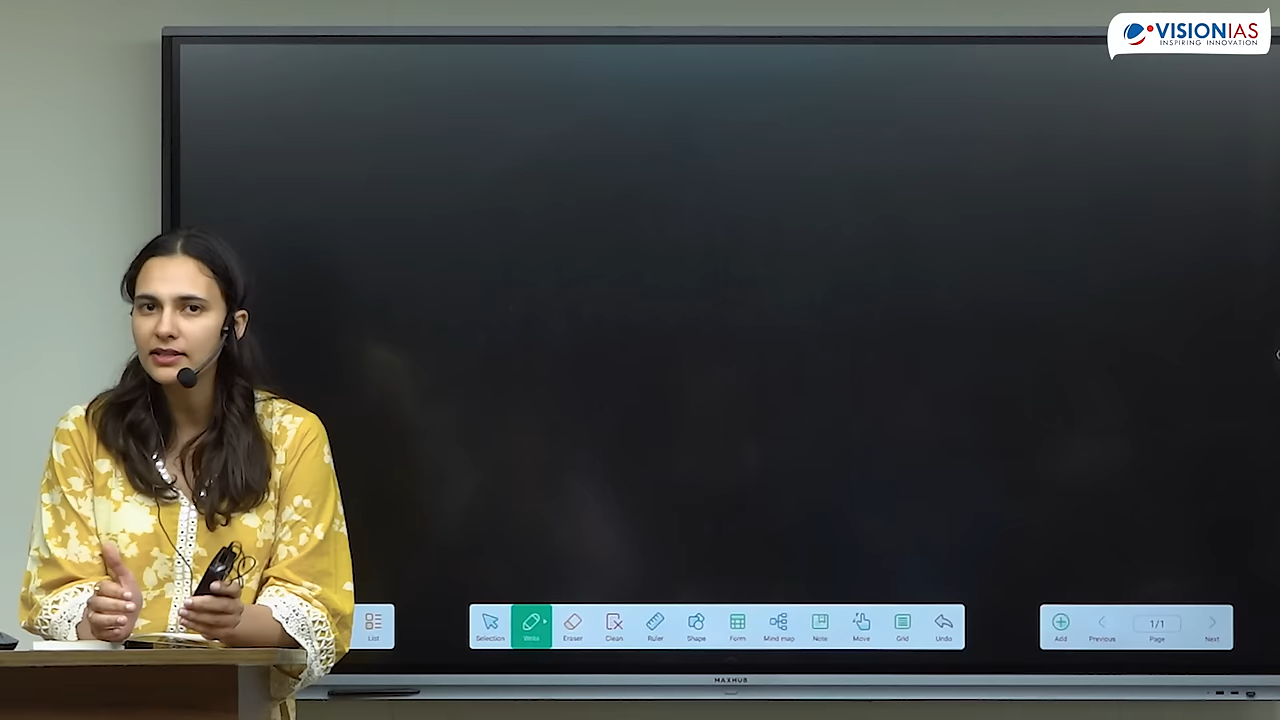 VISIONIAS
INSPIRING INNOVATION
List
Selection
Write
Eraser
Clean
Ruler
Shape
Form
Mind map
Note
Move
Grid
Undo
Add
Previous
1/1
Page
Next
MAXHUB